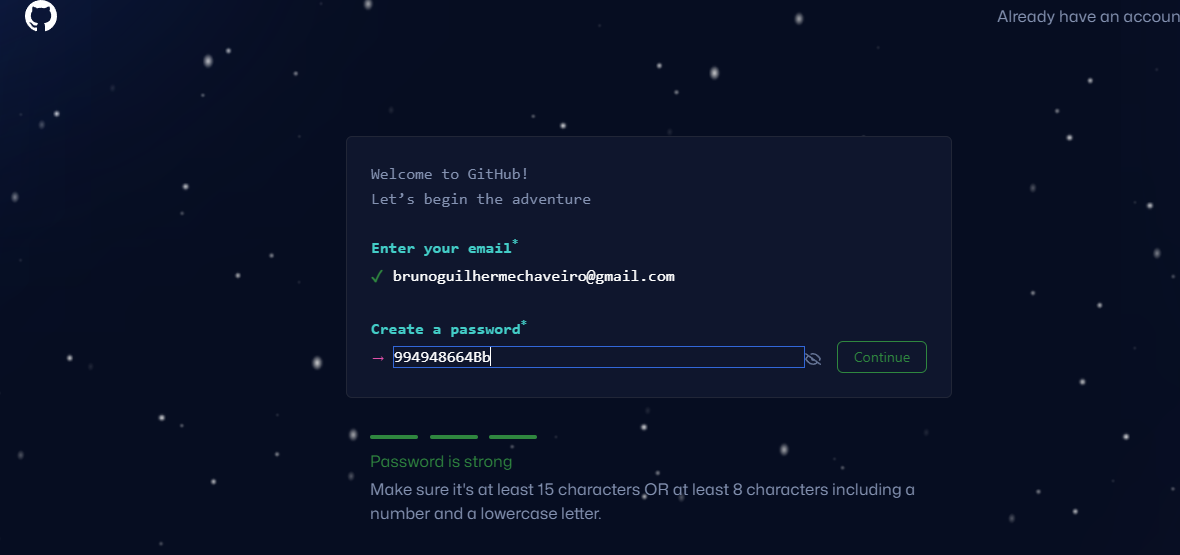 Already have an accoun
Welcome to GitHub!
Let’s begin the adventure
Enter your email*
✓ brunoguilhermechaveiro@gmail.com
Create a password*
→ 994948664Bb
Continue
Password is strong
Make sure it's at least 15 characters OR at least 8 characters including a
number and a lowercase letter.